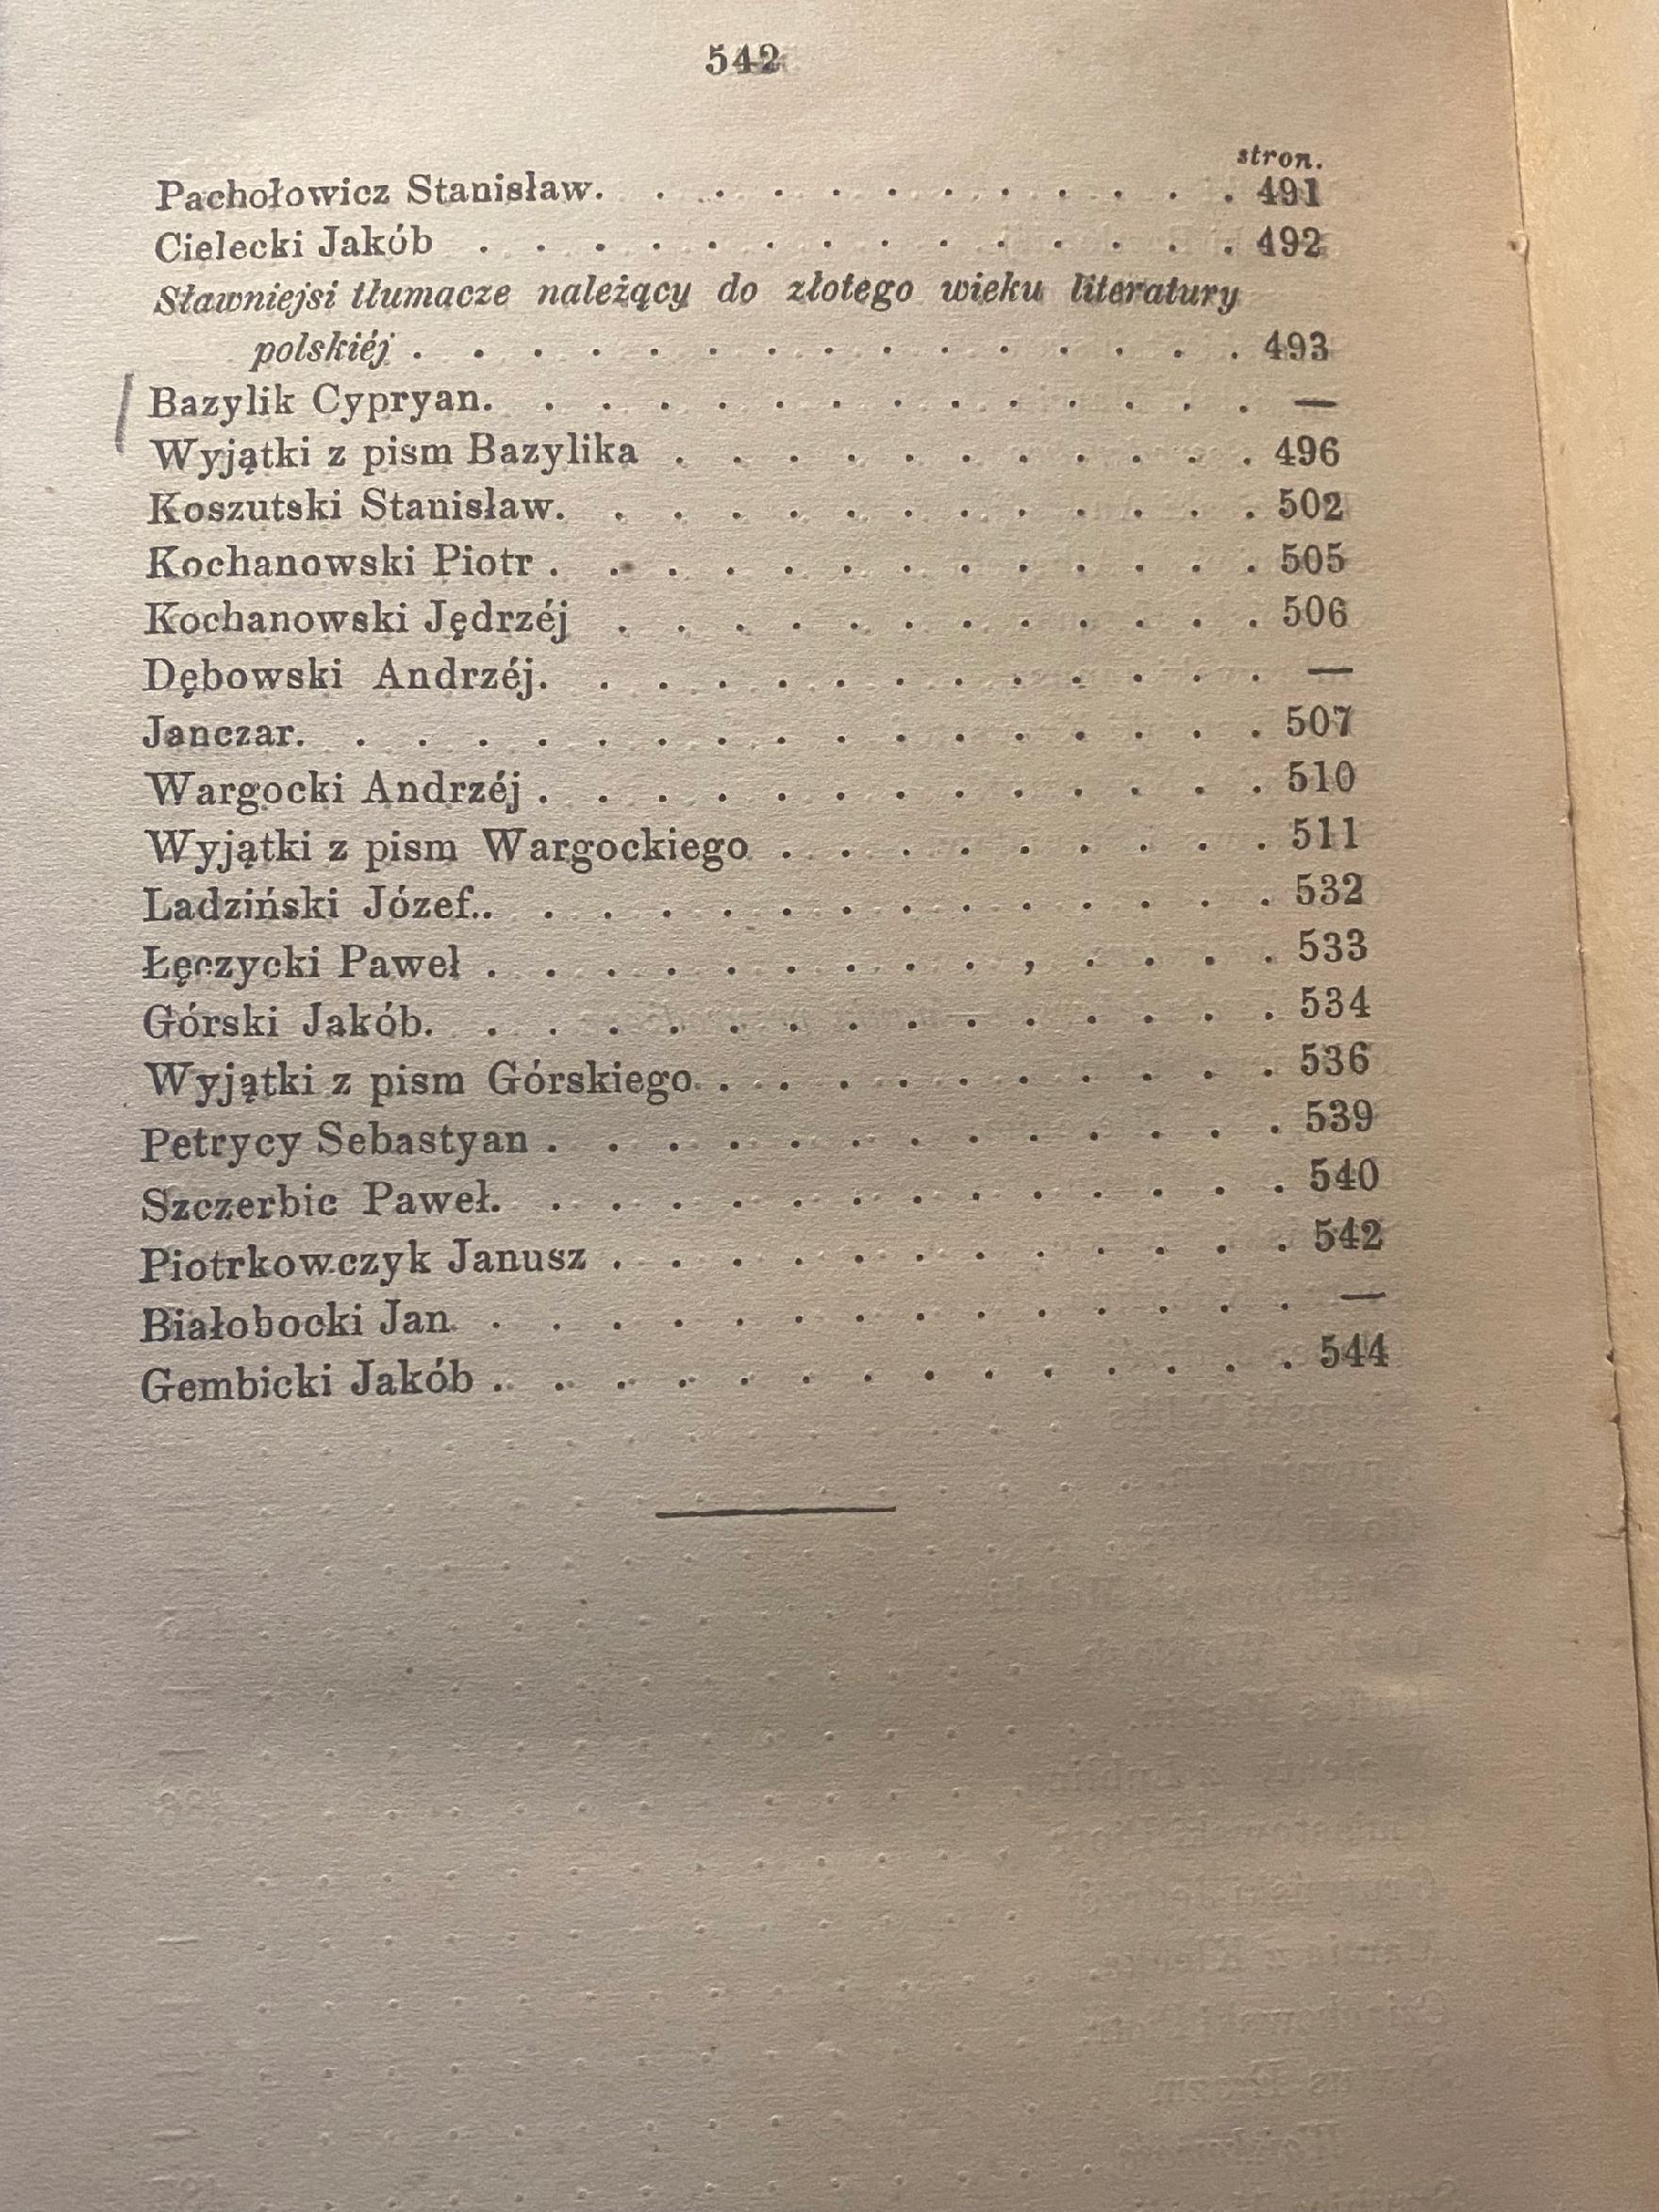 542
stron.
Pachołowicz Stanisław. . . . . . . . . . . . 491
Cielecki Jakób . . . . . . . . . . . . . . 492
Sławniejsi tłumacze należący do złotego wieku literatury
polskiéj . . . . . . . . . . . . . . . 493
Bazylik Cypryan. . . . . . . . . . . . . . —
Wyjątki z pism Bazylika . . . . . . . . . . . 496
Koszutski Stanisław. . . . . . . . . . . . . 502
Kochanowski Piotr . . . . . . . . . . . . . 505
Kochanowski Jędrzéj . . . . . . . . . . . . 506
Dębowski Andrzéj. . . . . . . . . . . . . —
Janczar. . . . . . . . . . . . . . . . . 507
Wargocki Andrzéj . . . . . . . . . . . . . 510
Wyjątki z pism Wargockiego . . . . . . . . . 511
Ladziński Józef.. . . . . . . . . . . . . . 532
Łęczycki Paweł . . . . . . . . . , . . . . 533
Górski Jakób. . . . . . . . . . . . . . . 534
Wyjątki z pism Górskiego . . . . . . . . . . 536
Petrycy Sebastyan . . . . . . . . . . . . . 539
Szczerbic Paweł. . . . . . . . . . . . . . 540
Piotrkowczyk Janusz . . . . . . . . . . . . 542
Białobocki Jan . . . . . . . . . . . . . . —
Gembicki Jakób . . . . . . . . . . . . . . 544